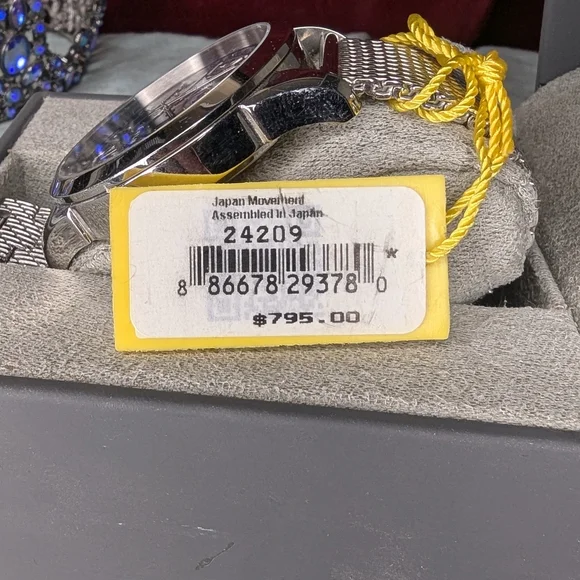 Japan Movement
Assembled In Japan
24209
*
8 86678 29378 0
$795.00